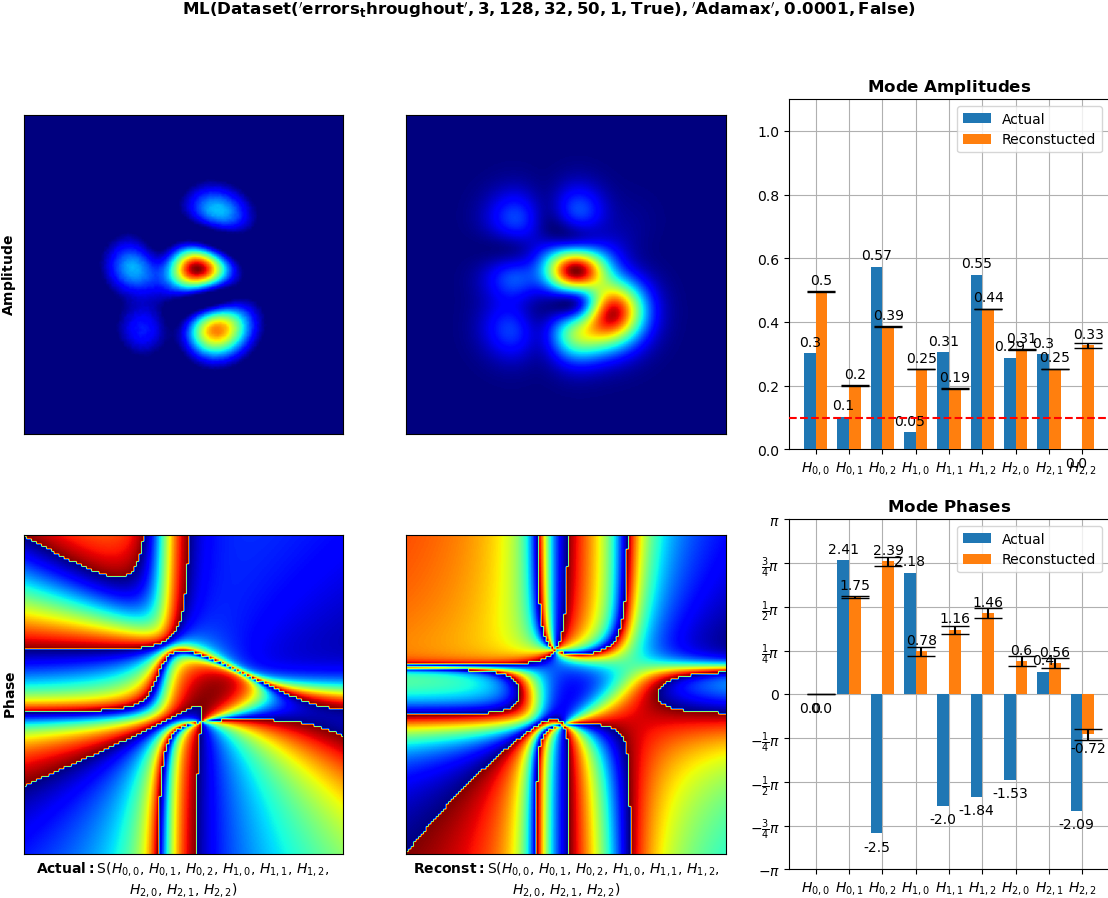 ML(Dataset('errors_throughout', 3, 128, 32, 50, 1, True), 'Adamax', 0.0001, False)
Amplitude
Mode Amplitudes
Actual
Reconstucted
1.0
0.8
0.6
0.4
0.2
0.0
0.3 0.1 0.57 0.05 0.31 0.55 0.29 0.3 0.0
0.5 0.2 0.39 0.25 0.19 0.44 0.31 0.25 0.33
H0,0 H0,1 H0,2 H1,0 H1,1 H1,2 H2,0 H2,1 H2,2
Phase
Actual: S(H0,0, H0,1, H0,2, H1,0, H1,1, H1,2,
H2,0, H2,1, H2,2)
Reconst: S(H0,0, H0,1, H0,2, H1,0, H1,1, H1,2,
H2,0, H2,1, H2,2)
Mode Phases
Actual
Reconstucted
π
3/4π
1/2π
1/4π
0
−1/4π
−1/2π
−3/4π
−π
0.0 2.41 -2.5 2.18 -2.0 -1.84 -1.53 0.4 -2.09
0.0 1.75 2.39 0.78 1.16 1.46 0.6 0.56 -0.72
H0,0 H0,1 H0,2 H1,0 H1,1 H1,2 H2,0 H2,1 H2,2